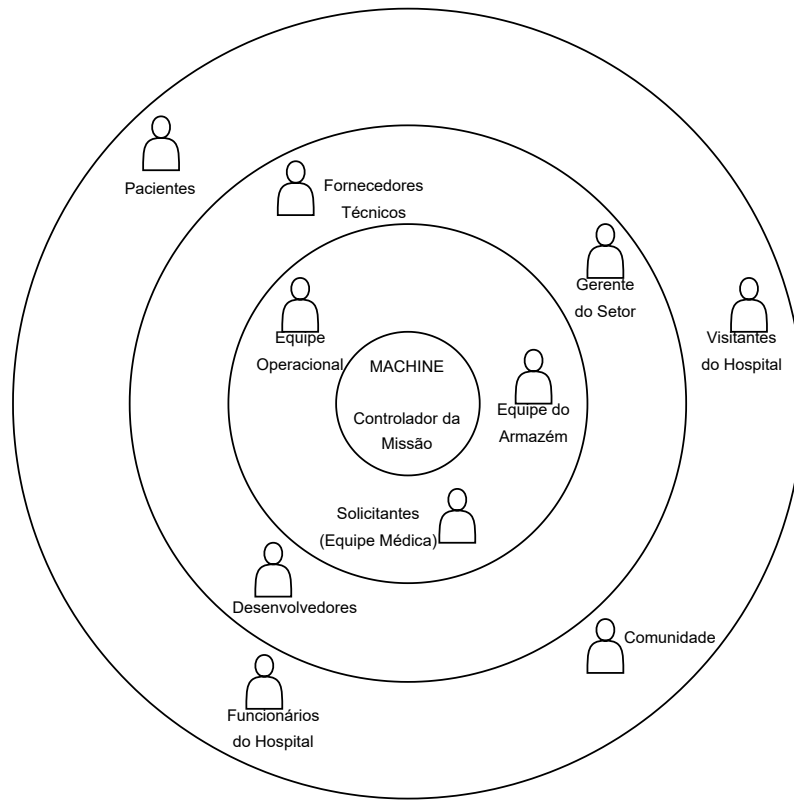 Pacientes
Fornecedores
Técnicos
Gerente
do Setor
Visitantes
do Hospital
Equipe
Operacional
MACHINE
Controlador da
Missão
Equipe do
Armazém
Solicitantes
(Equipe Médica)
Desenvolvedores
Comunidade
Funcionários
do Hospital